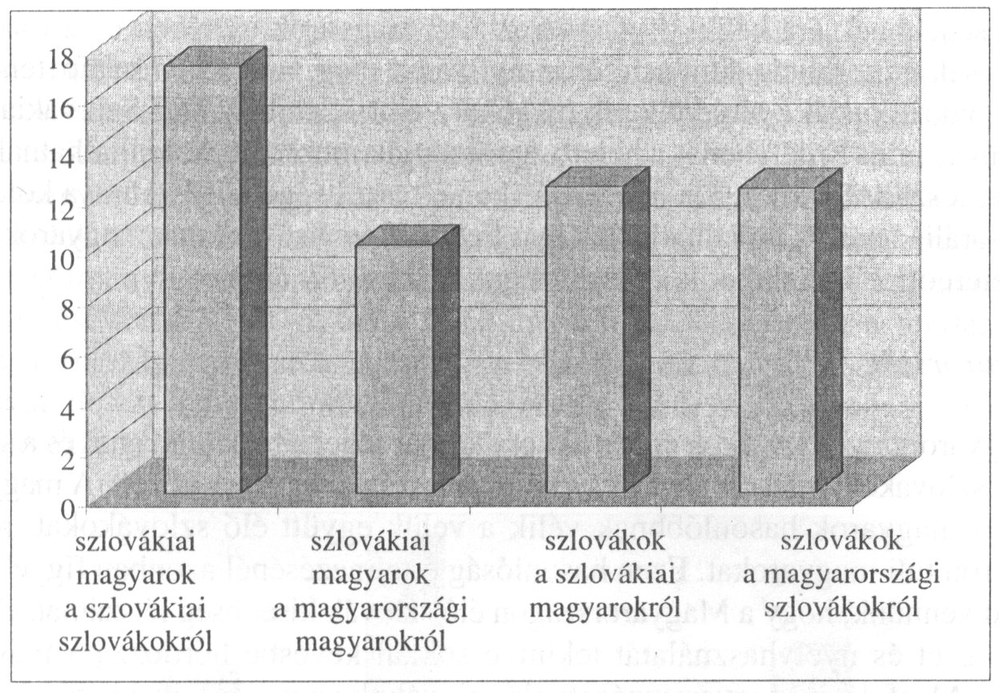 18
16
14
12
10
8
6
4
2
0
szlovákiai
magyarok
a szlovákiai
szlovákokról
szlovákiai
magyarok
a magyarországi
magyarokról
szlovákok
a szlovákiai
magyarokról
szlovákok
a magyarországi
szlovákokról